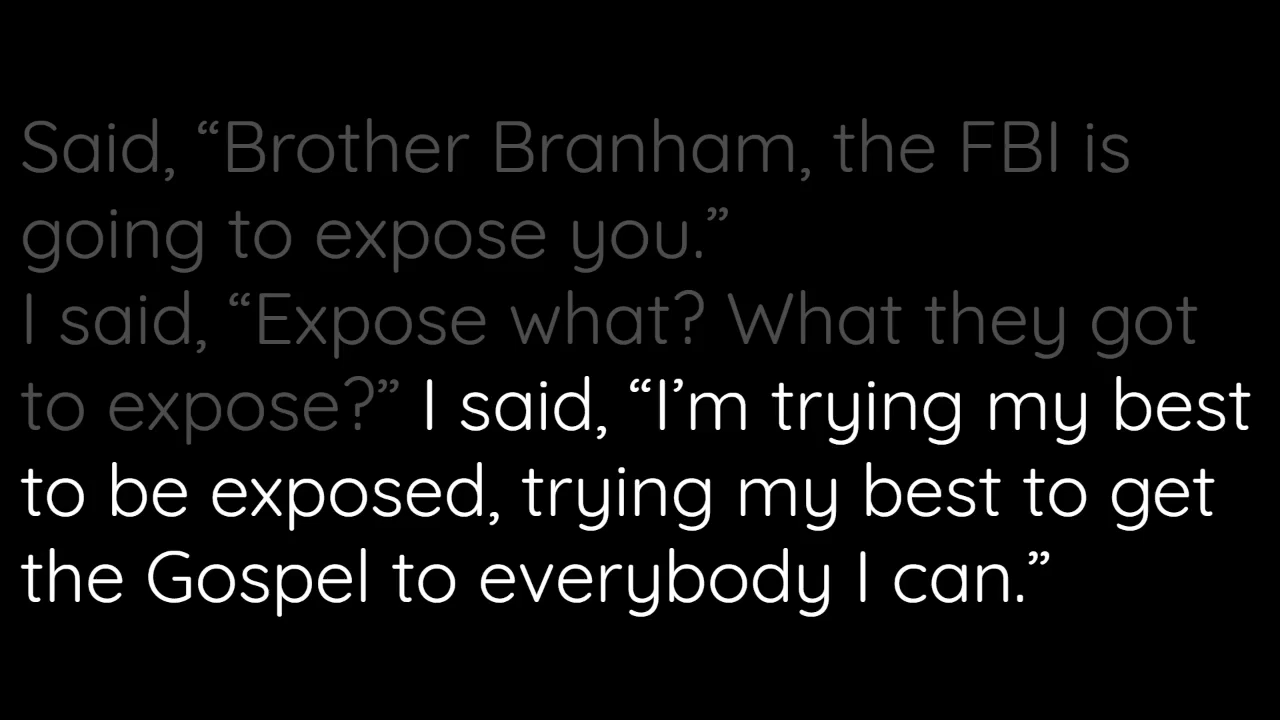 Said, “Brother Branham, the FBI is
going to expose you.”
I said, “Expose what? What they got
to expose?” I said, “I’m trying my best
to be exposed, trying my best to get
the Gospel to everybody I can.”